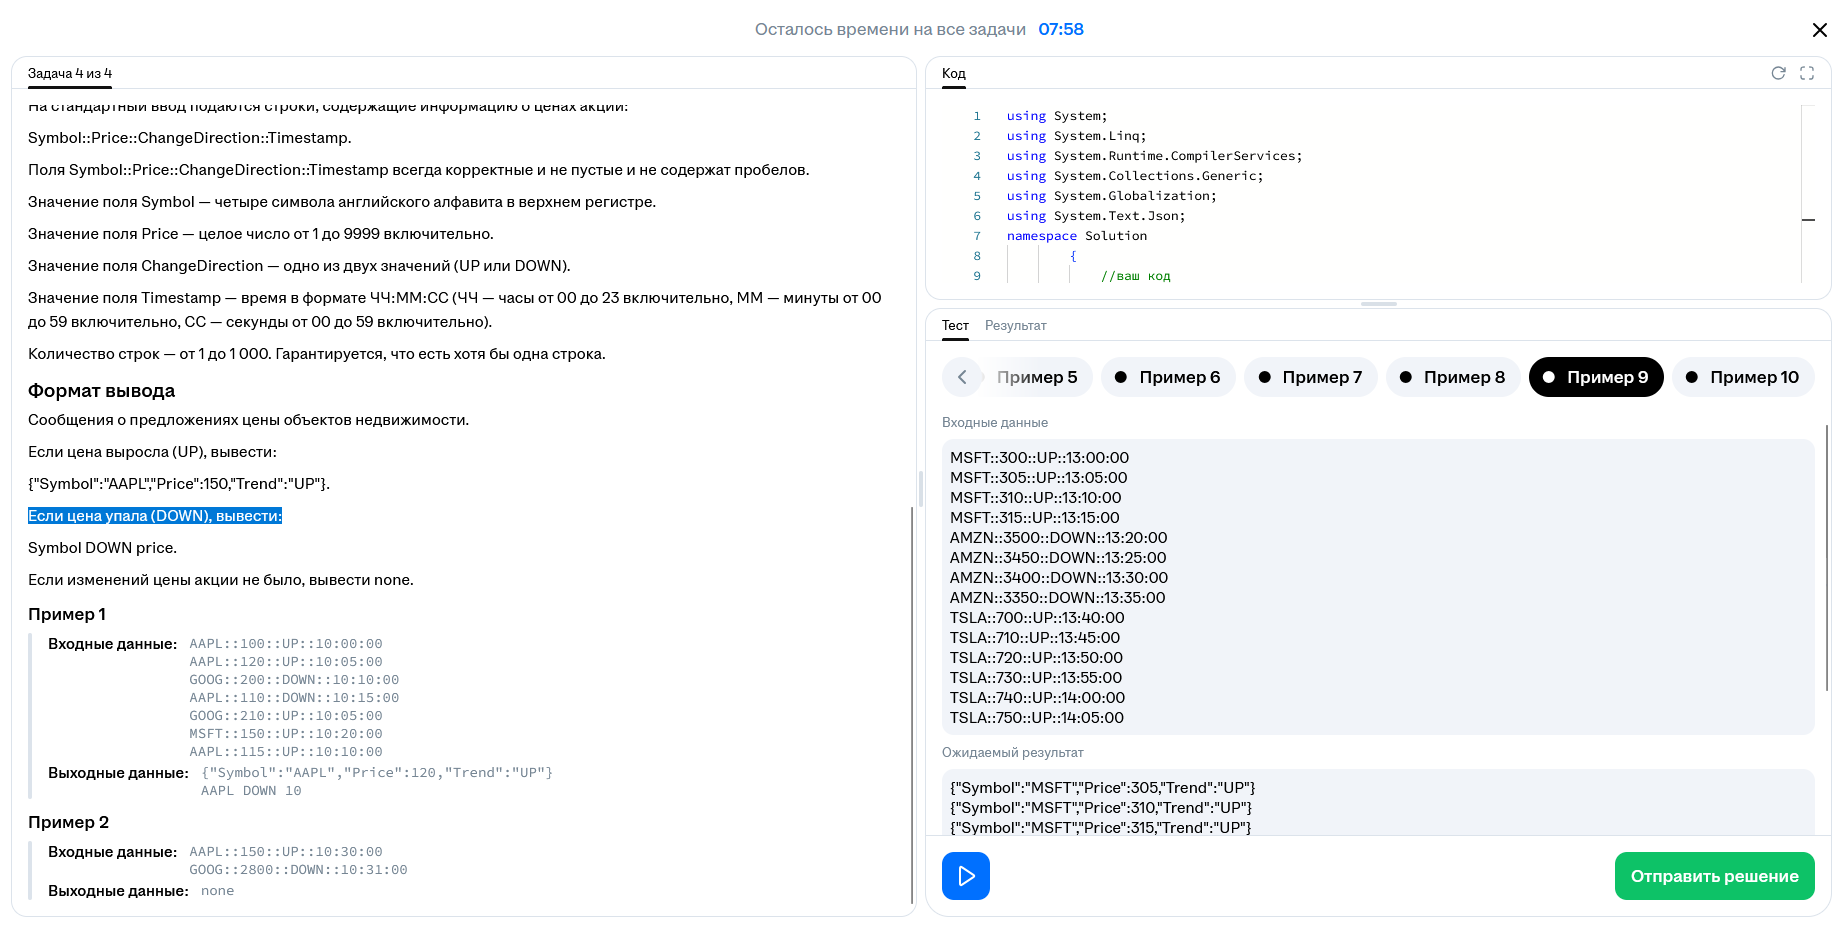 Осталось времени на все задачи 07:58
Задача 4 из 4
На стандартный ввод подаются строки, содержащие информацию о ценах акции:
Symbol::Price::ChangeDirection::Timestamp.
Поля Symbol::Price::ChangeDirection::Timestamp всегда корректные и не пустые и не содержат пробелов.
Значение поля Symbol — четыре символа английского алфавита в верхнем регистре.
Значение поля Price — целое число от 1 до 9999 включительно.
Значение поля ChangeDirection — одно из двух значений (UP или DOWN).
Значение поля Timestamp — время в формате ЧЧ:ММ:СС (ЧЧ — часы от 00 до 23 включительно, ММ — минуты от 00
до 59 включительно, СС — секунды от 00 до 59 включительно).
Количество строк — от 1 до 1 000. Гарантируется, что есть хотя бы одна строка.
Формат вывода
Сообщения о предложениях цены объектов недвижимости.
Если цена выросла (UP), вывести:
{"Symbol":"AAPL","Price":150,"Trend":"UP"}.
Если цена упала (DOWN), вывести:
Symbol DOWN price.
Если изменений цены акции не было, вывести none.
Пример 1
Входные данные: AAPL::100::UP::10:00:00
AAPL::120::UP::10:05:00
GOOG::200::DOWN::10:10:00
AAPL::110::DOWN::10:15:00
GOOG::210::UP::10:05:00
MSFT::150::UP::10:20:00
AAPL::115::UP::10:10:00
Выходные данные: {"Symbol":"AAPL","Price":120,"Trend":"UP"}
AAPL DOWN 10
Пример 2
Входные данные: AAPL::150::UP::10:30:00
GOOG::2800::DOWN::10:31:00
Выходные данные: none
Код
1 using System;
2 using System.Linq;
3 using System.Runtime.CompilerServices;
4 using System.Collections.Generic;
5 using System.Globalization;
6 using System.Text.Json;
7 namespace Solution
8 {
9 //ваш код
Тест Результат
Пример 5 Пример 6 Пример 7 Пример 8 Пример 9 Пример 10
Входные данные
MSFT::300::UP::13:00:00
MSFT::305::UP::13:05:00
MSFT::310::UP::13:10:00
MSFT::315::UP::13:15:00
AMZN::3500::DOWN::13:20:00
AMZN::3450::DOWN::13:25:00
AMZN::3400::DOWN::13:30:00
AMZN::3350::DOWN::13:35:00
TSLA::700::UP::13:40:00
TSLA::710::UP::13:45:00
TSLA::720::UP::13:50:00
TSLA::730::UP::13:55:00
TSLA::740::UP::14:00:00
TSLA::750::UP::14:05:00
Ожидаемый результат
{"Symbol":"MSFT","Price":305,"Trend":"UP"}
{"Symbol":"MSFT","Price":310,"Trend":"UP"}
{"Symbol":"MSFT","Price":315,"Trend":"UP"}
Отправить решение